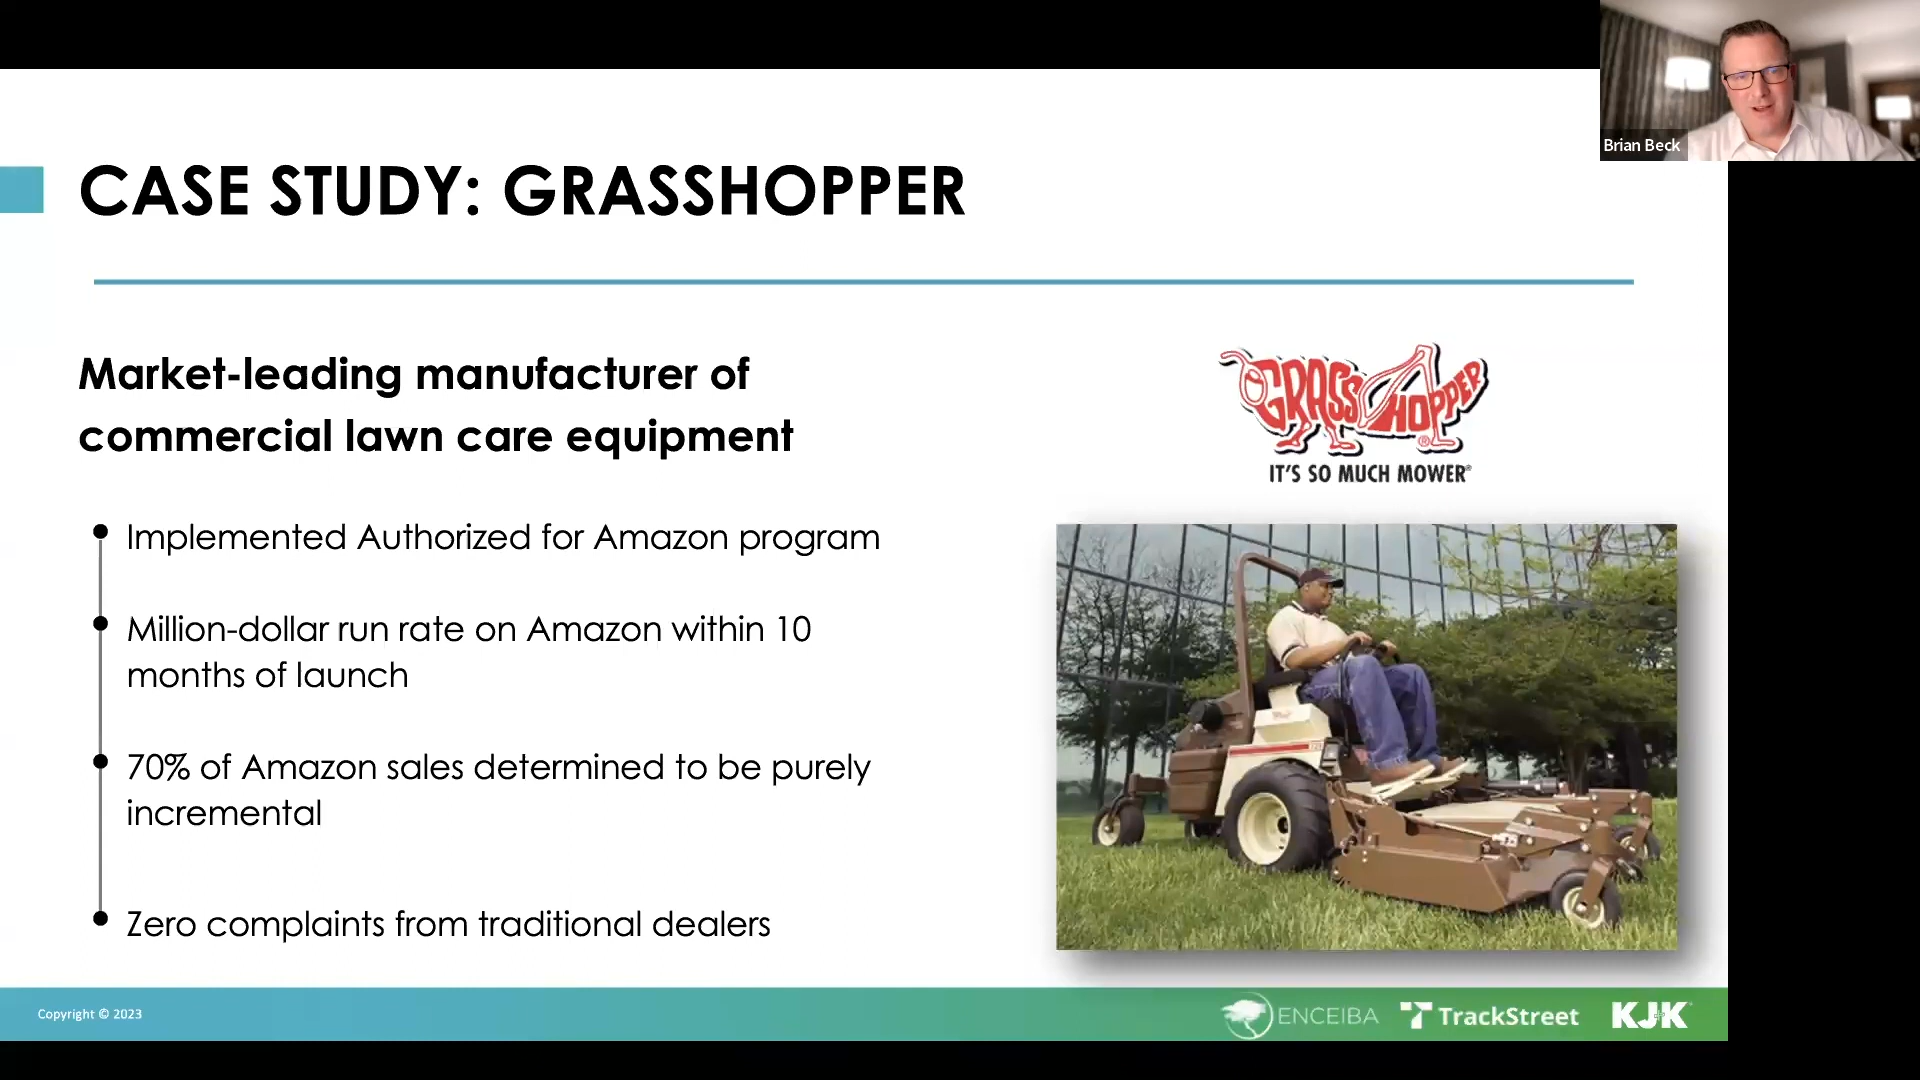 Brian Beck
CASE STUDY: GRASSHOPPER
Market-leading manufacturer of
commercial lawn care equipment
Implemented Authorized for Amazon program
Million-dollar run rate on Amazon within 10
months of launch
70% of Amazon sales determined to be purely
incremental
Zero complaints from traditional dealers
GRASSHOPPER®
IT'S SO MUCH MOWER®
Copyright © 2023
ENCEIBA
TrackStreet
KJK